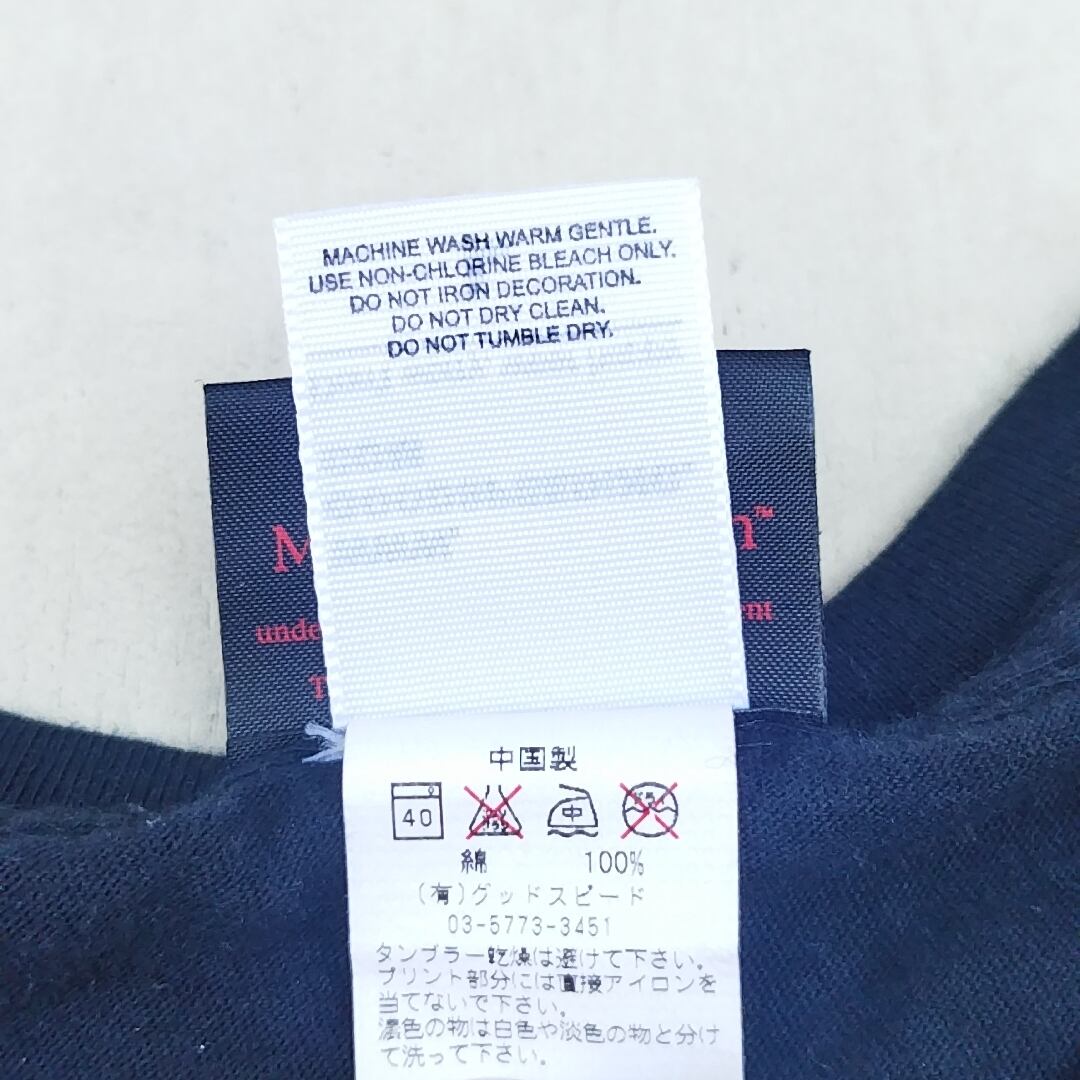 MACHINE WASH WARM GENTLE.
USE NON-CHLORINE BLEACH ONLY.
DO NOT IRON DECORATION.
DO NOT DRY CLEAN.
DO NOT TUMBLE DRY.
中国製
40
中
綿 100%
(有)グッドスピード
03-5773-3451
タンブラー乾燥は避けて下さい。
プリント部分には直接アイロンを
当てないで下さい。
濃色の物は白色や淡色の物と分け
て洗って下さい。